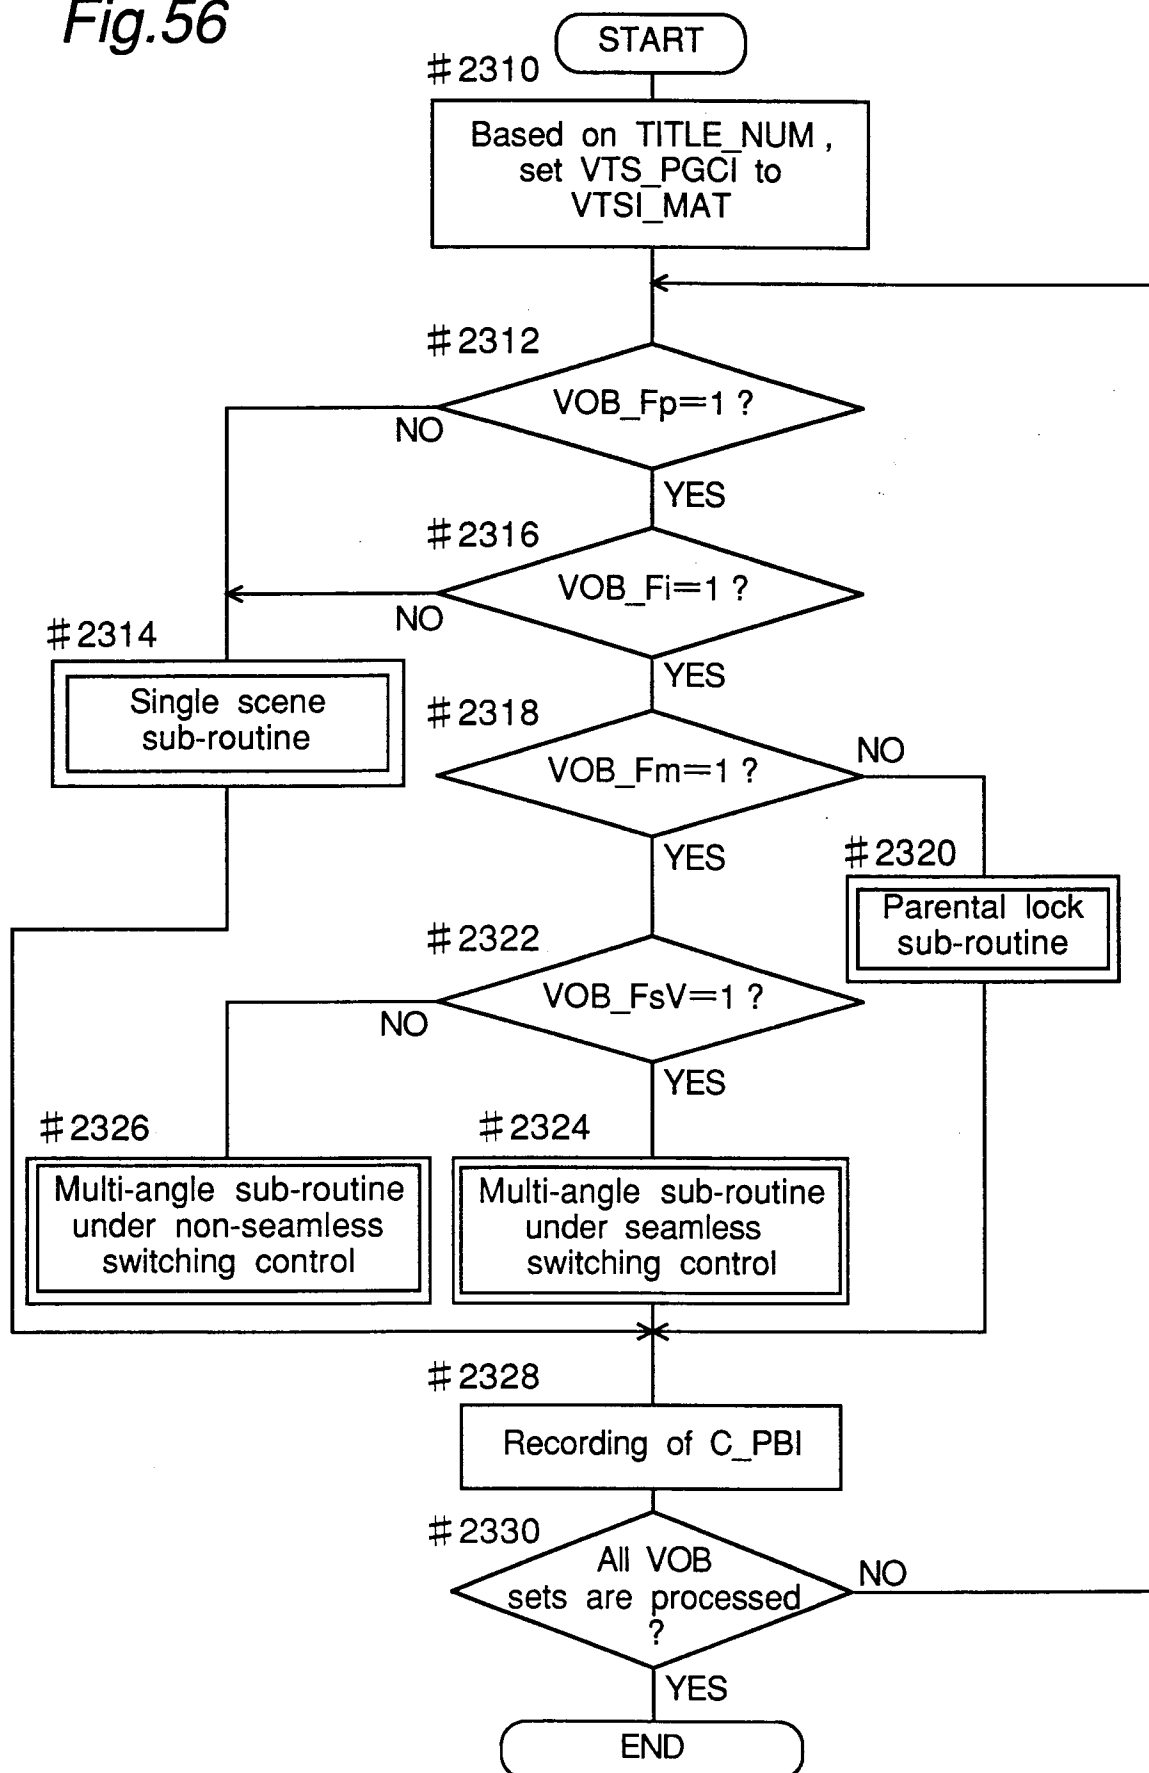 Fig.56
START
#2310
Based on TITLE_NUM ,
set VTS_PGCI to
VTSI_MAT
#2312
VOB_Fp=1 ?
NO
YES
#2316
VOB_Fi=1 ?
NO
YES
#2314
Single scene
sub-routine
#2318
VOB_Fm=1 ?
NO
YES
#2320
Parental lock
sub-routine
#2322
VOB_FsV=1 ?
NO
YES
#2326
Multi-angle sub-routine
under non-seamless
switching control
#2324
Multi-angle sub-routine
under seamless
switching control
#2328
Recording of C_PBI
#2330
All VOB
sets are processed
?
NO
YES
END